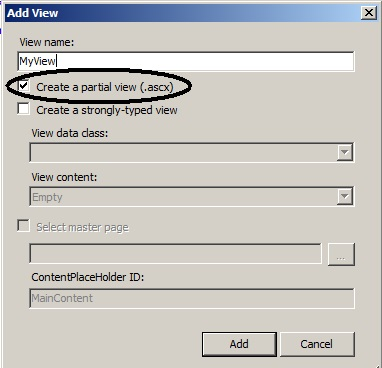 Add View
View name:
MyView
Create a partial view (.ascx)
Create a strongly-typed view
View data class:
View content:
Empty
Select master page
...
ContentPlaceHolder ID:
MainContent
Add Cancel